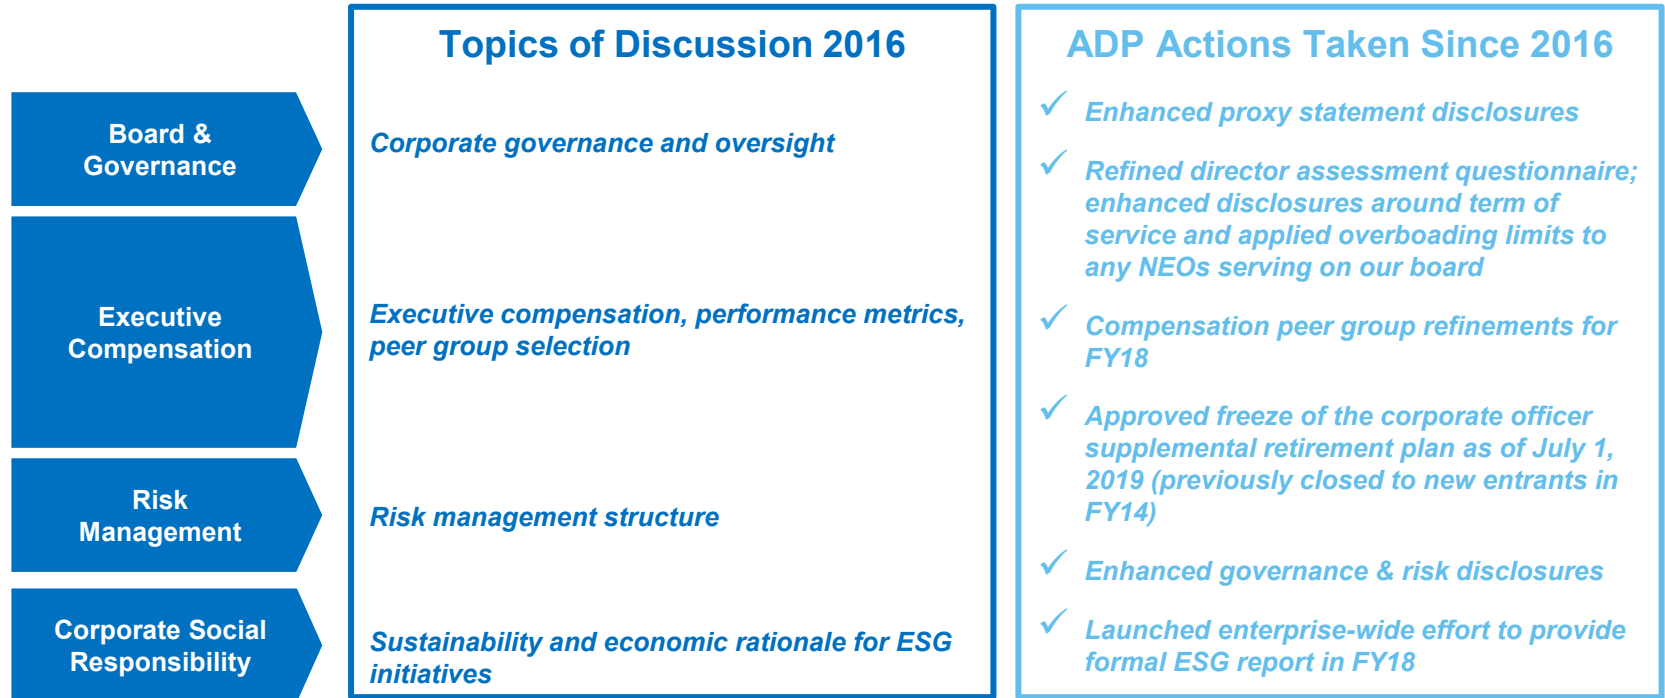 Topics of Discussion 2016
ADP Actions Taken Since 2016
Board &
Governance
Corporate governance and oversight
✓ Enhanced proxy statement disclosures
✓ Refined director assessment questionnaire;
enhanced disclosures around term of
service and applied overboading limits to
any NEOs serving on our board
Executive
Compensation
Executive compensation, performance metrics,
peer group selection
✓ Compensation peer group refinements for
FY18
✓ Approved freeze of the corporate officer
supplemental retirement plan as of July 1,
2019 (previously closed to new entrants in
FY14)
Risk
Management
Risk management structure
✓ Enhanced governance & risk disclosures
Corporate Social
Responsibility
Sustainability and economic rationale for ESG
initiatives
✓ Launched enterprise-wide effort to provide
formal ESG report in FY18